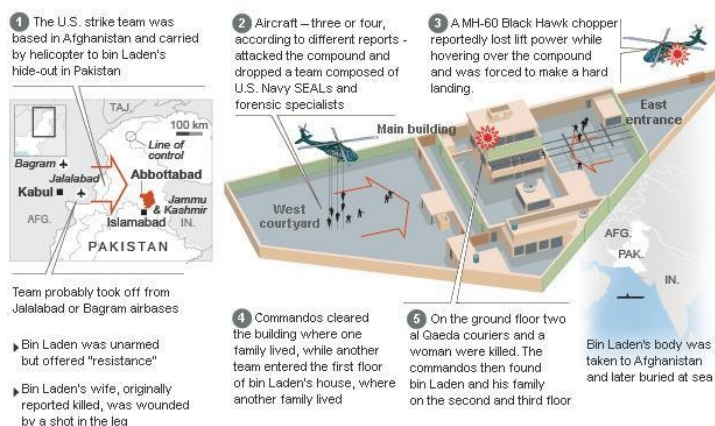 1 The U.S. strike team was
based in Afghanistan and carried
by helicopter to bin Laden's
hide-out in Pakistan
2 Aircraft – three or four,
according to different reports -
attacked the compound and
dropped a team composed of
U.S. Navy SEALs and
forensic specialists
3 A MH-60 Black Hawk chopper
reportedly lost lift power while
hovering over the compound
and was forced to make a hard
landing.
TAJ.
100 km
Line of
control
Bagram
Jalalabad
Abbottabad
Kabul
Jammu
& Kashmir
AFG.
Islamabad
IN.
PAKISTAN
Main building
East
entrance
West
courtyard
AFG.
PAK.
IN.
Team probably took off from
Jalalabad or Bagram airbases
Bin Laden was unarmed
but offered "resistance"
Bin Laden's wife, originally
reported killed, was wounded
by a shot in the leg
4 Commandos cleared
the building where one
family lived, while another
team entered the first floor
of bin Laden's house, where
another family lived
5 On the ground floor two
al Qaeda couriers and a
woman were killed. The
commandos then found
bin Laden and his family
on the second and third floor
Bin Laden's body was
taken to Afghanistan
and later buried at sea